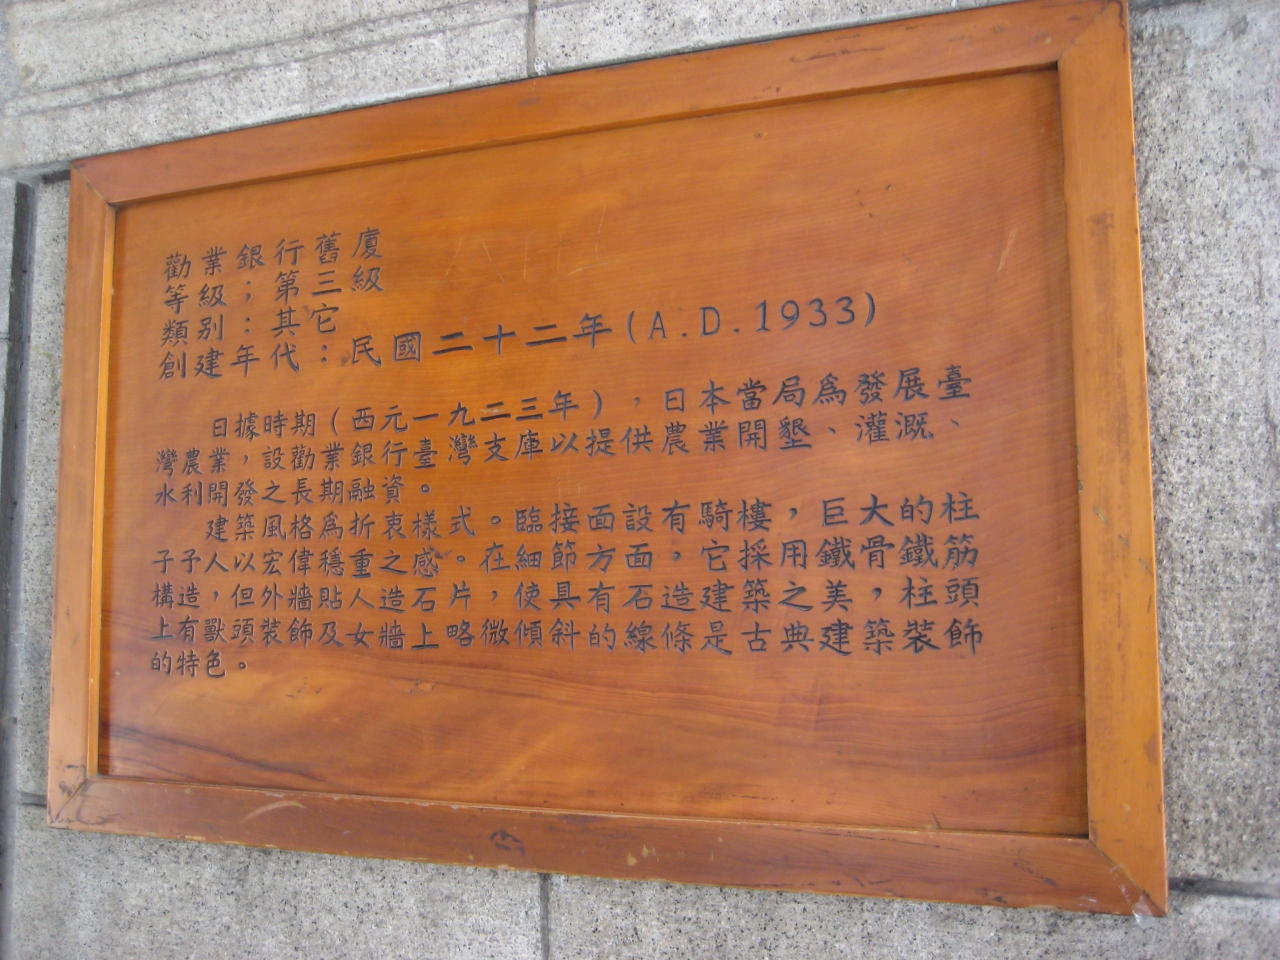 勸業銀行舊廈
等級；第三級
類別：其它
創建年代：民國二十二年(A.D.1933)
日據時期(西元一九二三年)，日本當局為發展臺
灣農業，設勸業銀行臺灣支庫以提供農業開墾、灌溉、
水利開發之長期融資。
建築風格為折衷樣式。臨接面設有騎樓，巨大的柱
子予人以宏偉穩重之感。在細節方面，它採用鐵骨鐵筋
構造，但外牆貼人造石片，使具有石造建築之美，柱頭
上有獸頭裝飾及女牆上略微傾斜的線條是古典建築裝飾
的特色。